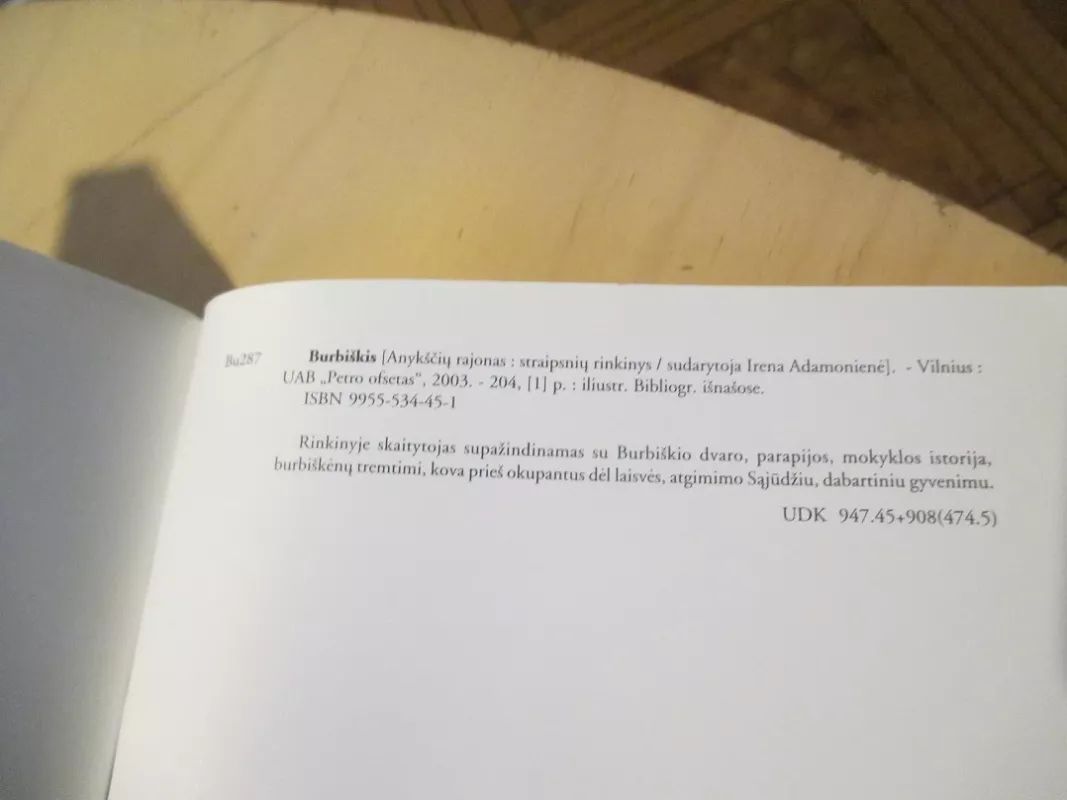 Bu287 Burbiškis [Anykščių rajonas : straipsnių rinkinys / sudarytoja Irena Adamonienė]. - Vilnius :
UAB „Petro ofsetas", 2003. - 204, [1] p. : iliustr. Bibliogr. išnašose.
ISBN 9955-534-45-1
Rinkinyje skaitytojas supažindinamas su Burbiškio dvaro, parapijos, mokyklos istorija,
burbiškėnų tremtimi, kova prieš okupantus dėl laisvės, atgimimo Sąjūdžiu, dabartiniu gyvenimu.
UDK 947.45+908(474.5)